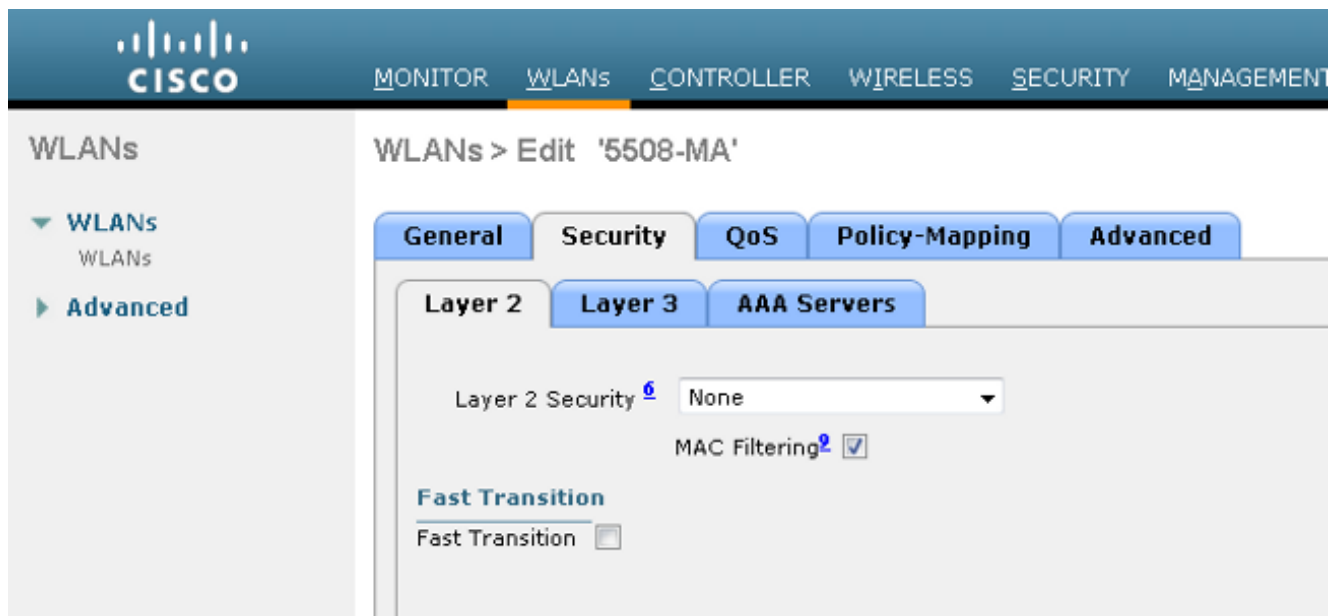 CISCO
MONITOR WLANs CONTROLLER WIRELESS SECURITY MANAGEMENT
WLANs
WLANs > Edit '5508-MA'
WLANs
WLANs
Advanced
General Security QoS Policy-Mapping Advanced
Layer 2 Layer 3 AAA Servers
Layer 2 Security 6 None
MAC Filtering 9
Fast Transition
Fast Transition